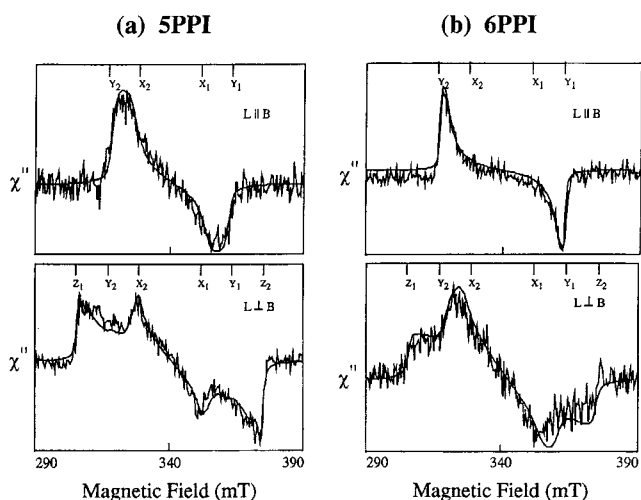 (a) 5PPI
(b) 6PPI
Y₂ X₂ X₁ Y₁
L || B
χ"
Y₂ X₂ X₁ Y₁
L || B
χ"
Z₁ Y₂ X₂ X₁ Y₁ Z₂
L ⊥ B
χ"
290 340 390
Magnetic Field (mT)
Z₁ Y₂ X₂ X₁ Y₁ Z₂
L ⊥ B
χ"
290 340 390
Magnetic Field (mT)